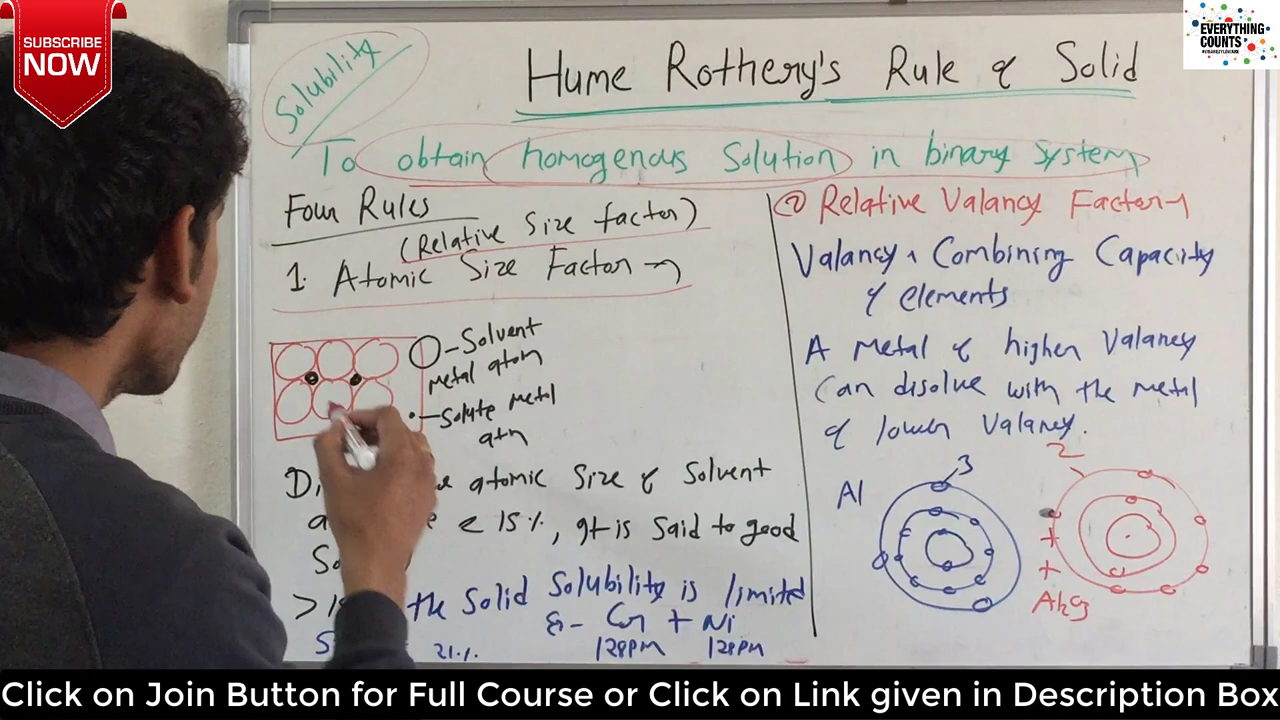 SUBSCRIBE
NOW
EVERYTHING
COUNTS
Solubility
Hume Rothery's Rule of Solid
To obtain homogenous Solution in binary System
Four Rules
(Relative Size factor)
1. Atomic Size Factor
Solvent
metal atom
Solute metal
atm
atomic Size of Solvent
< 15%, It is Said to good
the Solid Solubility is limited
Cu + Ni
21%
128PM 128PM
② Relative Valancy Factor
Valancy Combining Capacity
of elements
A Metal of higher Valancy
Can disolve with the metal
of lower Valancy.
Al
3
2
+
+
Al2O3
Click on Join Button for Full Course or Click on Link given in Description Box